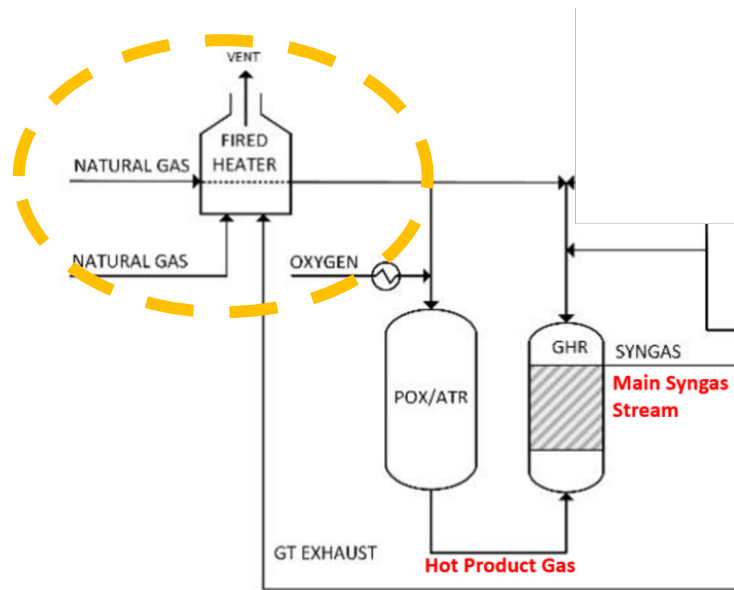 VENT
FIRED
HEATER
NATURAL GAS
NATURAL GAS
OXYGEN
POX/ATR
GHR
SYNGAS
Main Syngas
Stream
GT EXHAUST
Hot Product Gas